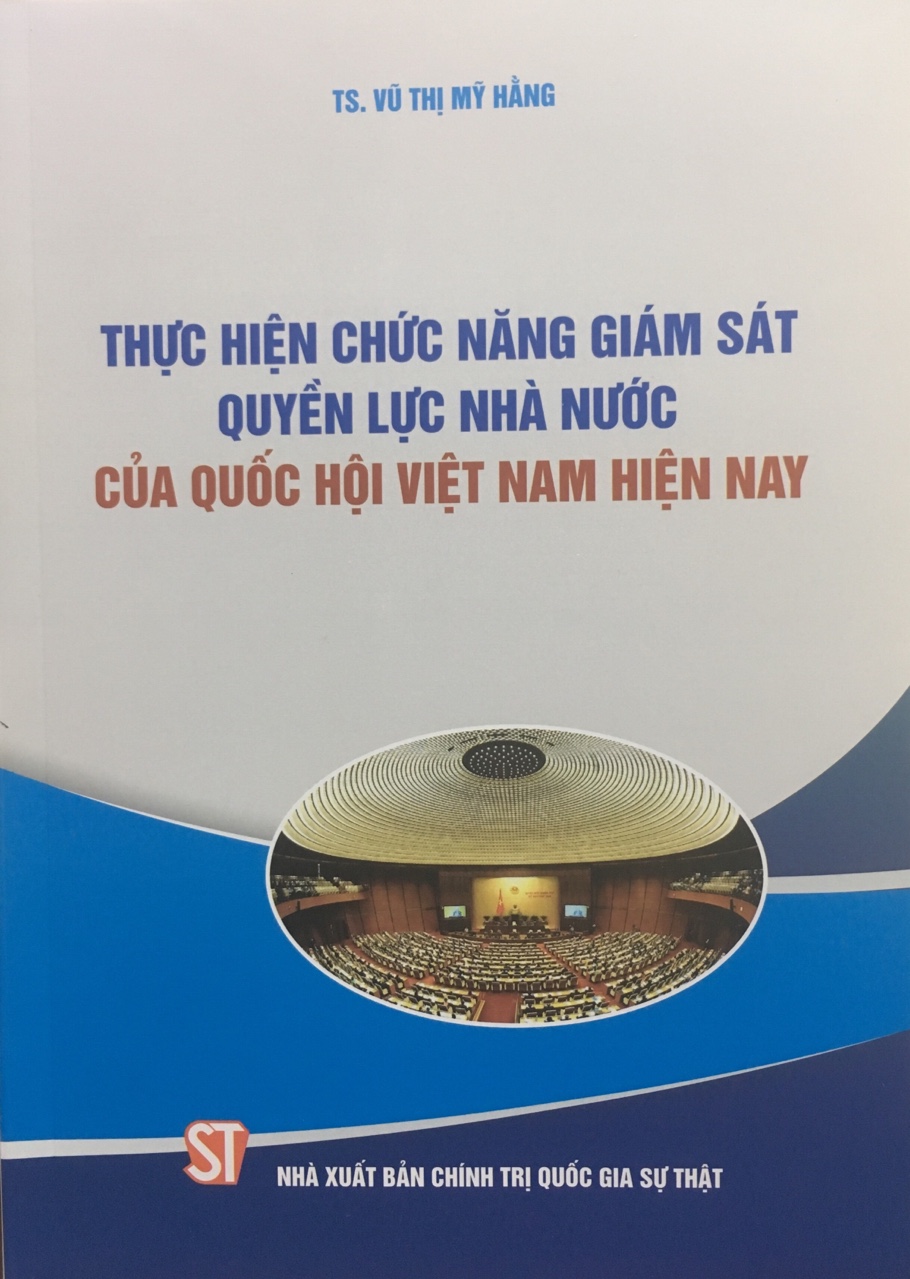 TS. VŨ THỊ MỸ HẰNG
THỰC HIỆN CHỨC NĂNG GIÁM SÁT
QUYỀN LỰC NHÀ NƯỚC
CỦA QUỐC HỘI VIỆT NAM HIỆN NAY
ST
NHÀ XUẤT BẢN CHÍNH TRỊ QUỐC GIA SỰ THẬT